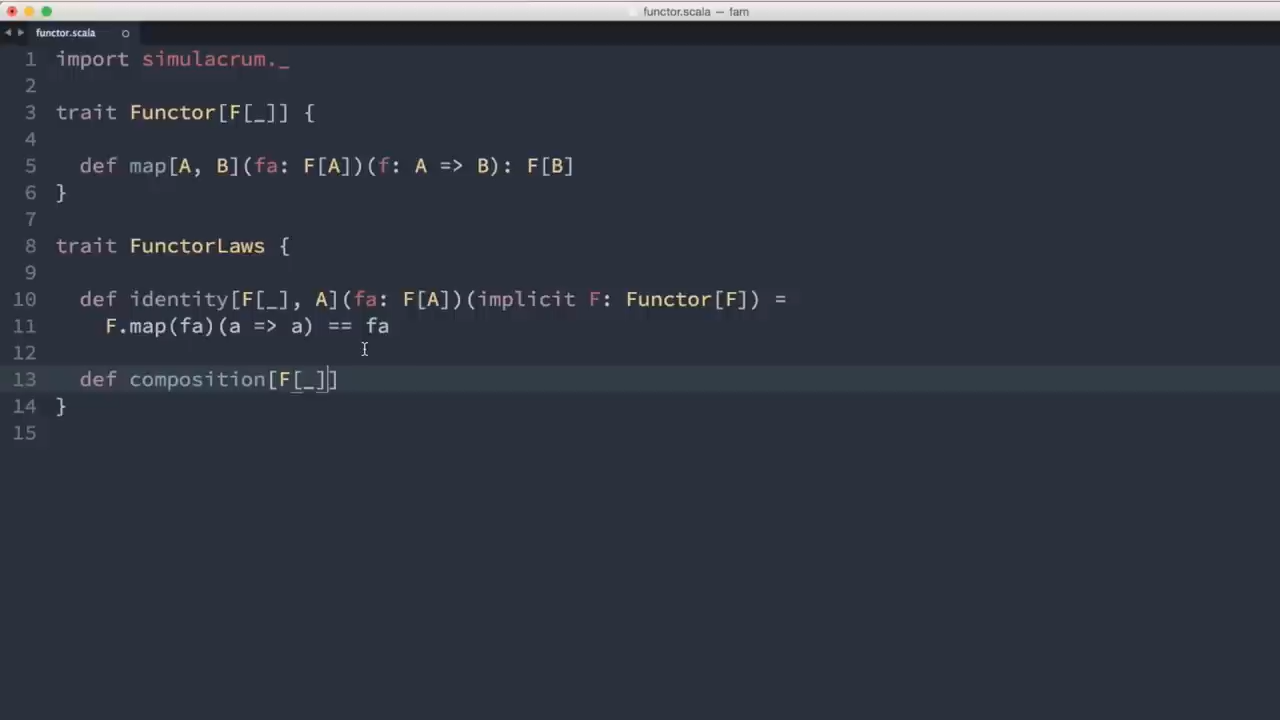 functor.scala — fam
functor.scala
1 import simulacrum._
2
3 trait Functor[F[_]] {
4
5   def map[A, B](fa: F[A])(f: A => B): F[B]
6 }
7
8 trait FunctorLaws {
9
10   def identity[F[_], A](fa: F[A])(implicit F: Functor[F]) =
11     F.map(fa)(a => a) == fa
12
13   def composition[F[_]]
14 }
15